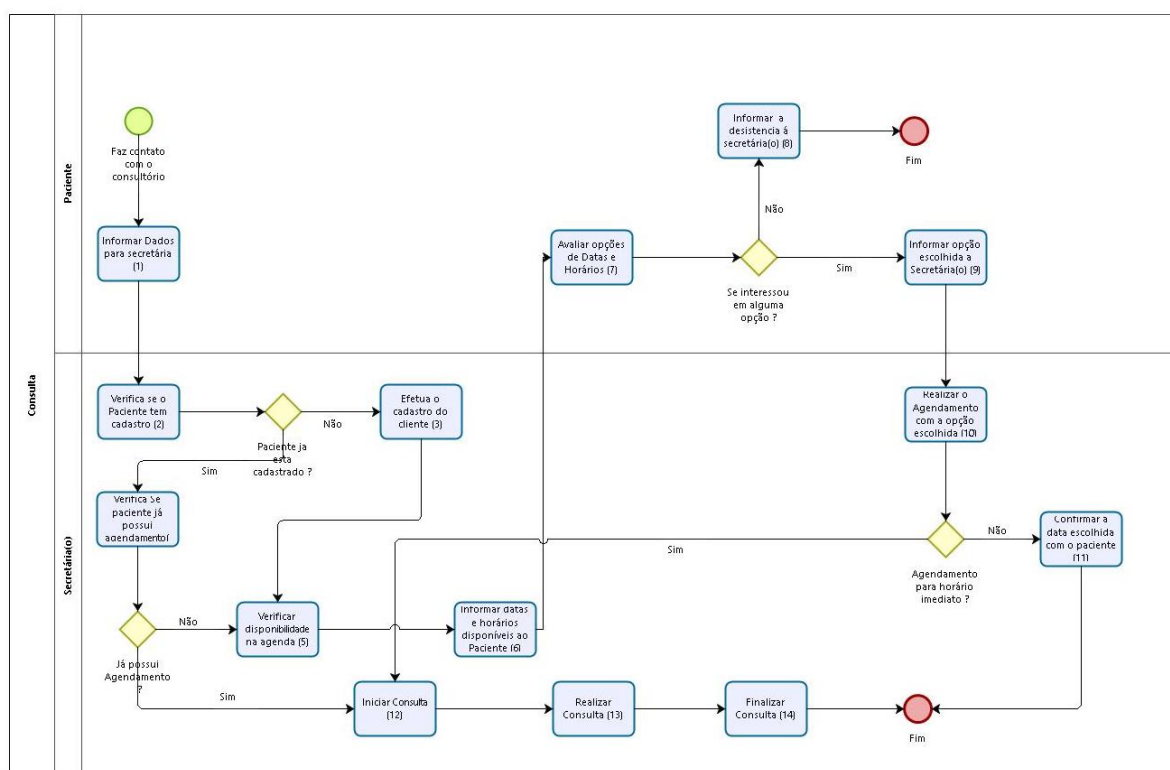 Consulta
Paciente
Faz contato
com o
consultório
Informar Dados
para secretária
(1)
Avaliar opções
de Datas e
Horários (7)
Informar a
desistencia á
secretária(o) (8)
Fim
Não
Se interessou
em alguma
opção ?
Sim
Informar opção
escolhida a
Secretária(o) (9)
Secretária(o)
Verifica se o
Paciente tem
cadastro (2)
Paciente ja
esta
cadastrado ?
Não
Efetua o
cadastro do
cliente (3)
Sim
Verifica Se
paciente já
possui
agendamento(
Já possui
Agendamento
?
Não
Verificar
disponibilidade
na agenda (5)
Informar datas
e horários
disponíveis ao
Paciente (6)
Realizar o
Agendamento
com a opção
escolhida (10)
Agendamento
para horário
imediato ?
Sim
Não
Confirmar a
data escolhida
com o paciente
(11)
Sim
Iniciar Consulta
(12)
Realizar
Consulta (13)
Finalizar
Consulta (14)
Fim